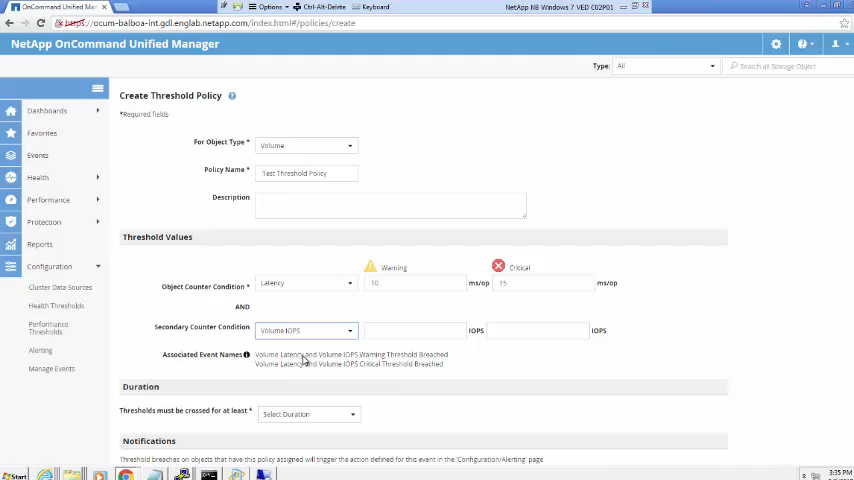 NetApp OnCommand Unified M
Options
Ctrl-Alt-Delete
Keyboard
NetApp NB Windows 7 VED C02P01
https://ocum-balboa-int.gdl.englab.netapp.com/index.html#/policies/create
NetApp OnCommand Unified Manager
Type: All
Search all Storage Object
Dashboards
Favorites
Events
Health
Performance
Protection
Reports
Configuration
Cluster Data Sources
Health Thresholds
Performance
Thresholds
Alerting
Manage Events
Create Threshold Policy
*Required fields
For Object Type * Volume
Policy Name * Test Threshold Policy
Description
Threshold Values
Warning Critical
Object Counter Condition * Latency 10 ms/op 15 ms/op
AND
Secondary Counter Condition Volume IOPS IOPS IOPS
Associated Event Names Volume Latency and Volume IOPS Warning Threshold Breached
Volume Latency and Volume IOPS Critical Threshold Breached
Duration
Thresholds must be crossed for at least * Select Duration
Notifications
Threshold breaches on objects that have this policy assigned will trigger the action defined for this event in the 'Configuration/Alerting' page
Start
3:35 PM